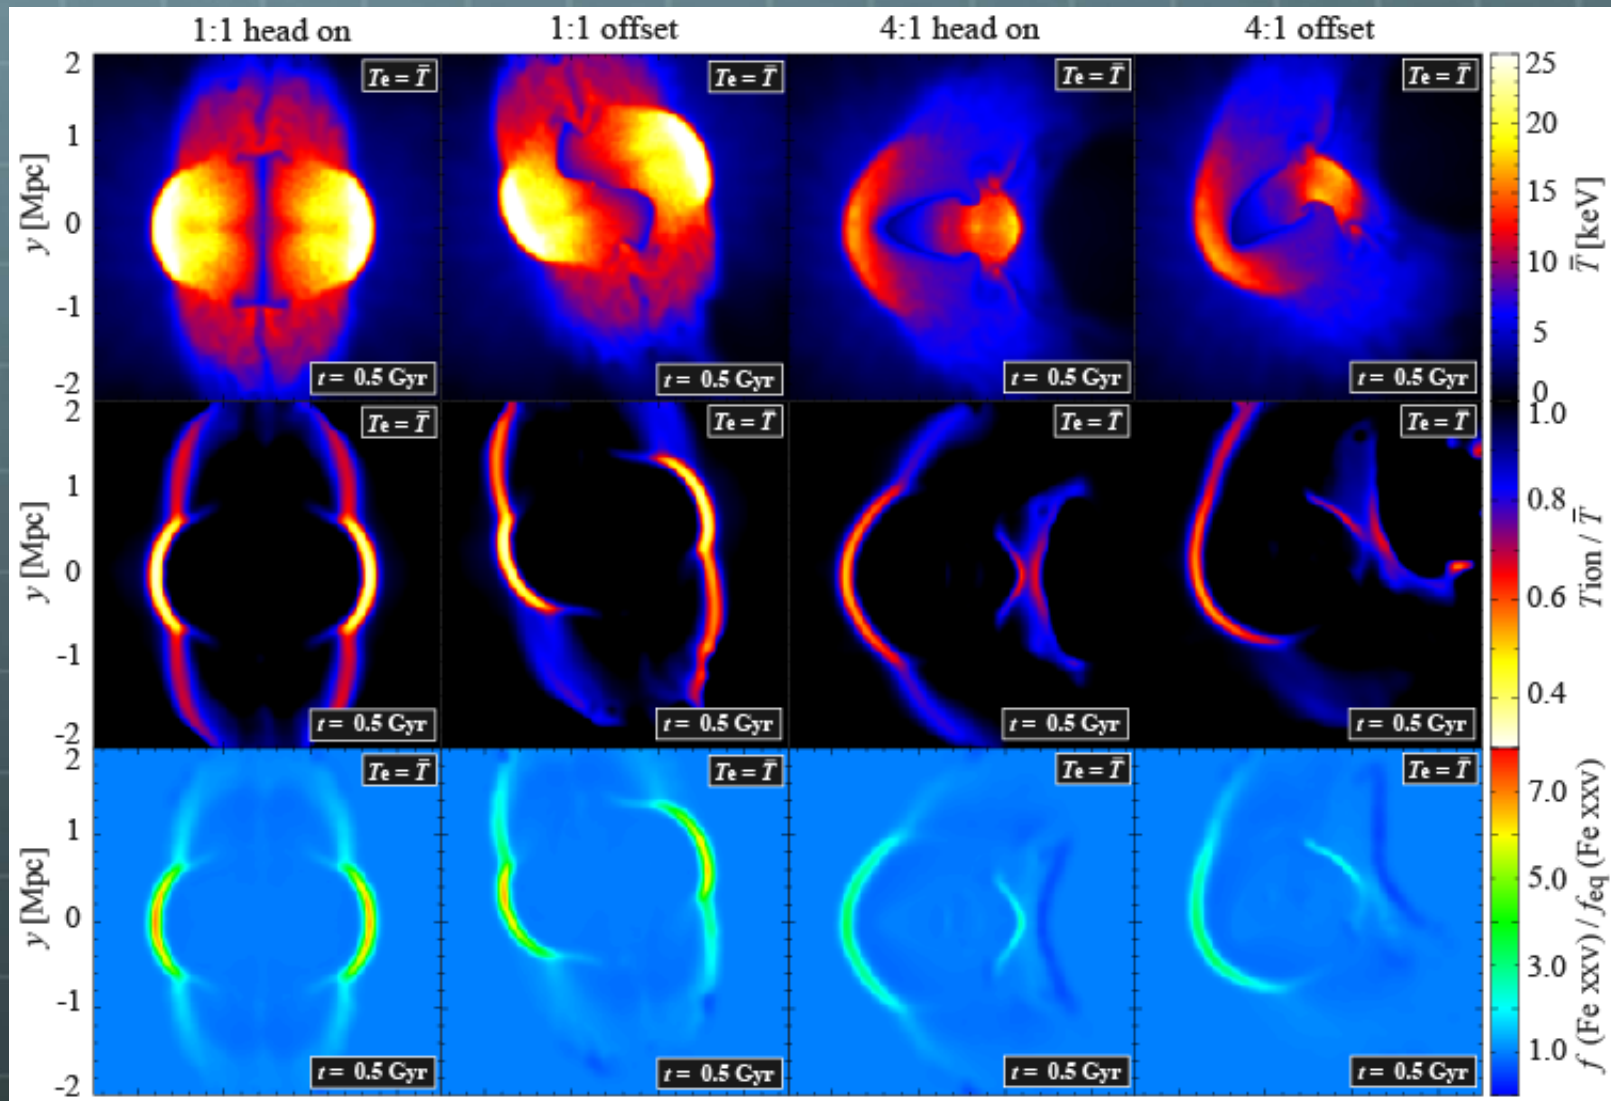 1:1 head on 1:1 offset 4:1 head on 4:1 offset
2 Te = T̄ Te = T̄ Te = T̄ Te = T̄ 25
1 20
y [Mpc] 0 15 T̄ [keV]
-1 10
5
-2 t = 0.5 Gyr t = 0.5 Gyr t = 0.5 Gyr t = 0.5 Gyr 0
2 Te = T̄ Te = T̄ Te = T̄ Te = T̄ 1.0
1 0.8
y [Mpc] 0 0.6 Tion / T̄
-1 0.4
-2 t = 0.5 Gyr t = 0.5 Gyr t = 0.5 Gyr t = 0.5 Gyr
2 Te = T̄ Te = T̄ Te = T̄ Te = T̄ 7.0
1 5.0
y [Mpc] 0 3.0 f (Fe XXV) / feq (Fe XXV)
-1 1.0
-2 t = 0.5 Gyr t = 0.5 Gyr t = 0.5 Gyr t = 0.5 Gyr